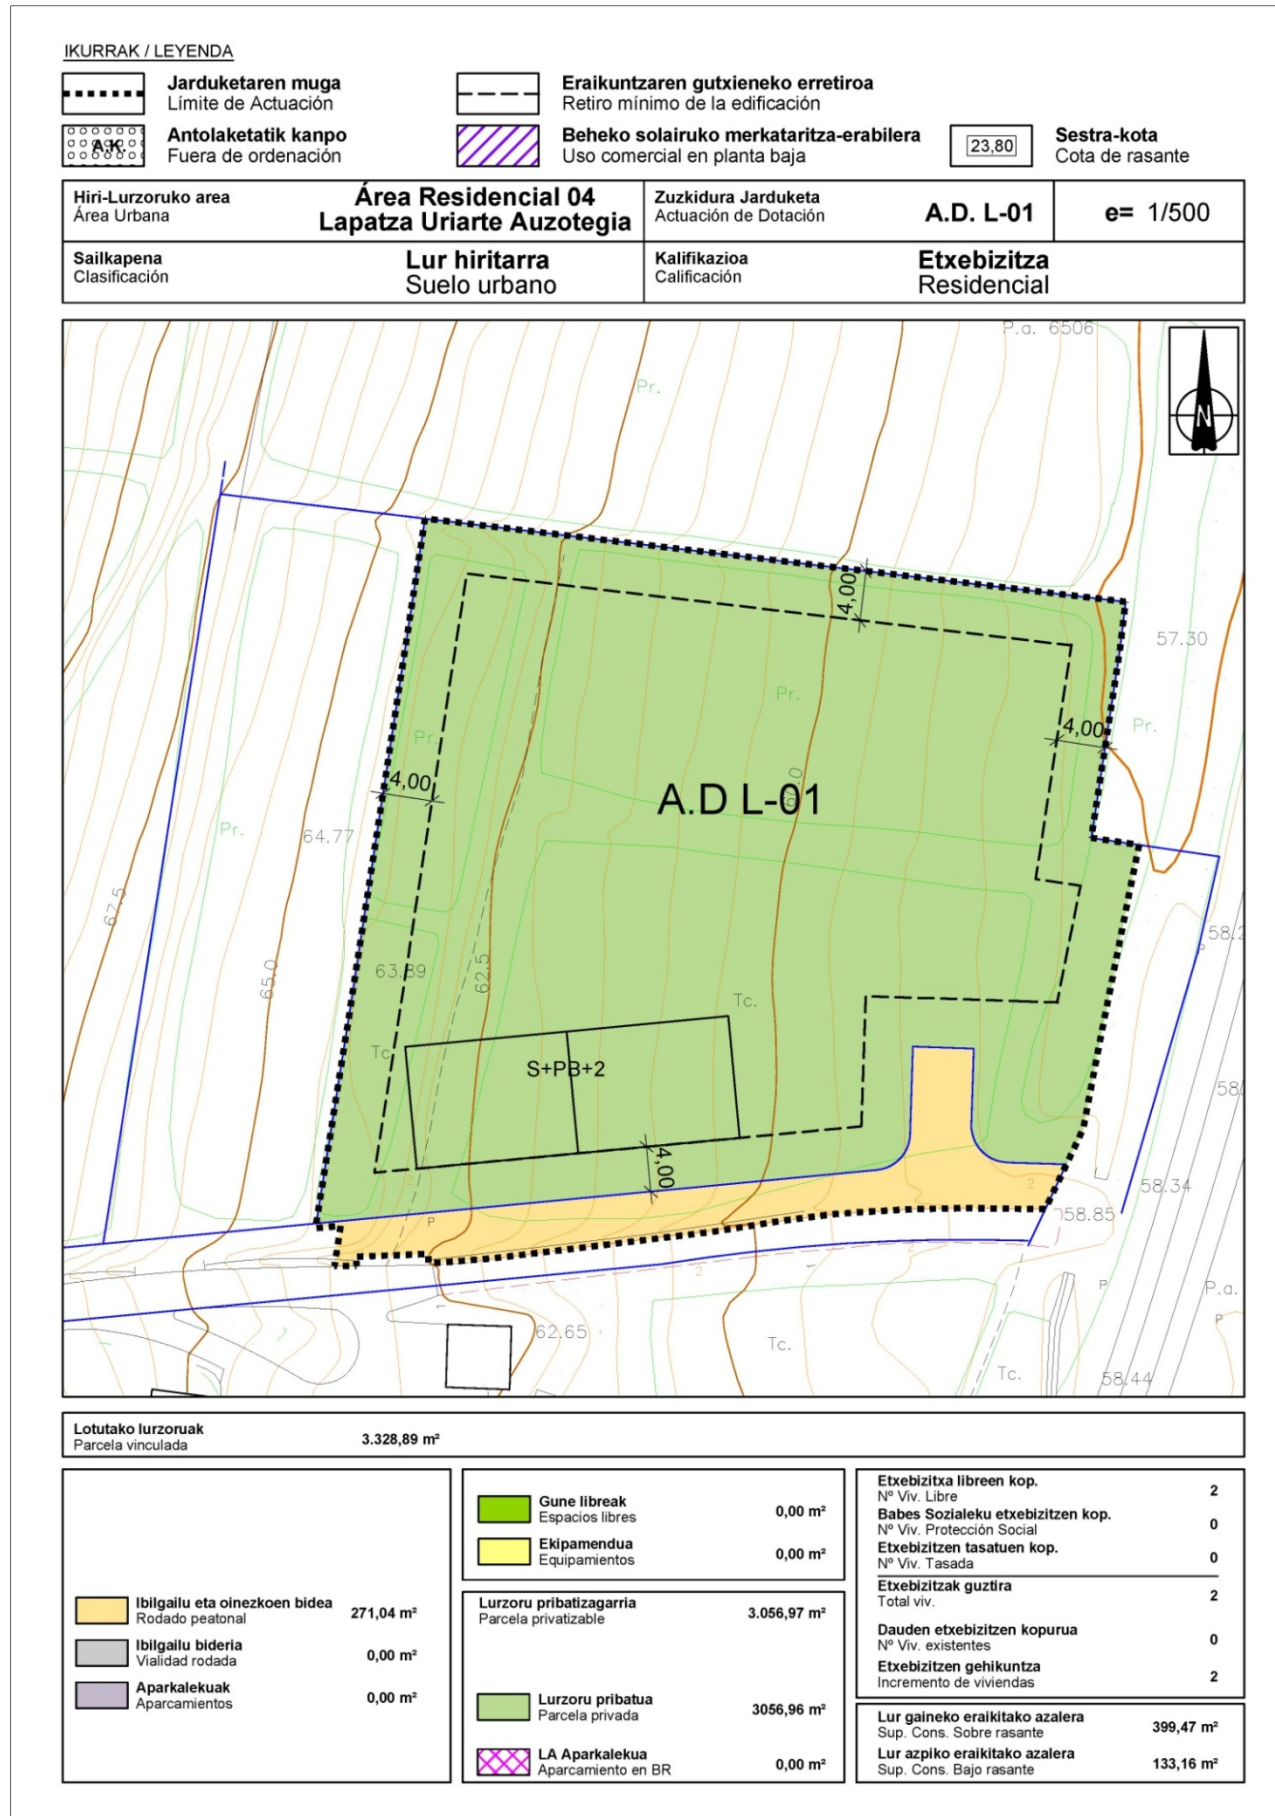 IKURRAK / LEYENDA
Jarduketaren muga
Límite de Actuación
Eraikuntzaren gutxieneko erretiroa
Retiro mínimo de la edificación
A.K.
Antolaketatik kanpo
Fuera de ordenación
Beheko solairuko merkataritza-erabilera
Uso comercial en planta baja
23,80
Sestra-kota
Cota de rasante
Hiri-Lurzoruko area
Área Urbana
Área Residencial 04
Lapatza Uriarte Auzotegia
Zuzkidura Jarduketa
Actuación de Dotación
A.D. L-01
e= 1/500
Sailkapena
Clasificación
Lur hiritarra
Suelo urbano
Kalifikazioa
Calificación
Etxebizitza
Residencial
P.a. 6506
Pr.
N
4,00
57.30
Pr.
Pr.
4,00
Pr.
4,00
60.0
A.D L-01
Pr.
64.77
67.5
65.0
63.89
62.5
Tc.
Tc.
S+PB+2
4,00
2
P
2
58.34
58.85
2
2
1
1
P
P.a.
P
62.65
Tc.
Tc.
58.44
Lotutako lurzoruak
Parcela vinculada
3.328,89 m²
Ibilgailu eta oinezkoen bidea
Rodado peatonal
271,04 m²
Ibilgailu bideria
Vialidad rodada
0,00 m²
Aparkalekuak
Aparcamientos
0,00 m²
Gune libreak
Espacios libres
0,00 m²
Ekipamendua
Equipamientos
0,00 m²
Lurzoru pribatizagarria
Parcela privatizable
3.056,97 m²
Lurzoru pribatua
Parcela privada
3056,96 m²
LA Aparkalekua
Aparcamiento en BR
0,00 m²
Etxebizitxa libreen kop.
Nº Viv. Libre
2
Babes Sozialeku etxebizitzen kop.
Nº Viv. Protección Social
0
Etxebizitzen tasatuen kop.
Nº Viv. Tasada
0
Etxebizitzak guztira
Total viv.
2
Dauden etxebizitzen kopurua
Nº Viv. existentes
0
Etxebizitzen gehikuntza
Incremento de viviendas
2
Lur gaineko eraikitako azalera
Sup. Cons. Sobre rasante
399,47 m²
Lur azpiko eraikitako azalera
Sup. Cons. Bajo rasante
133,16 m²